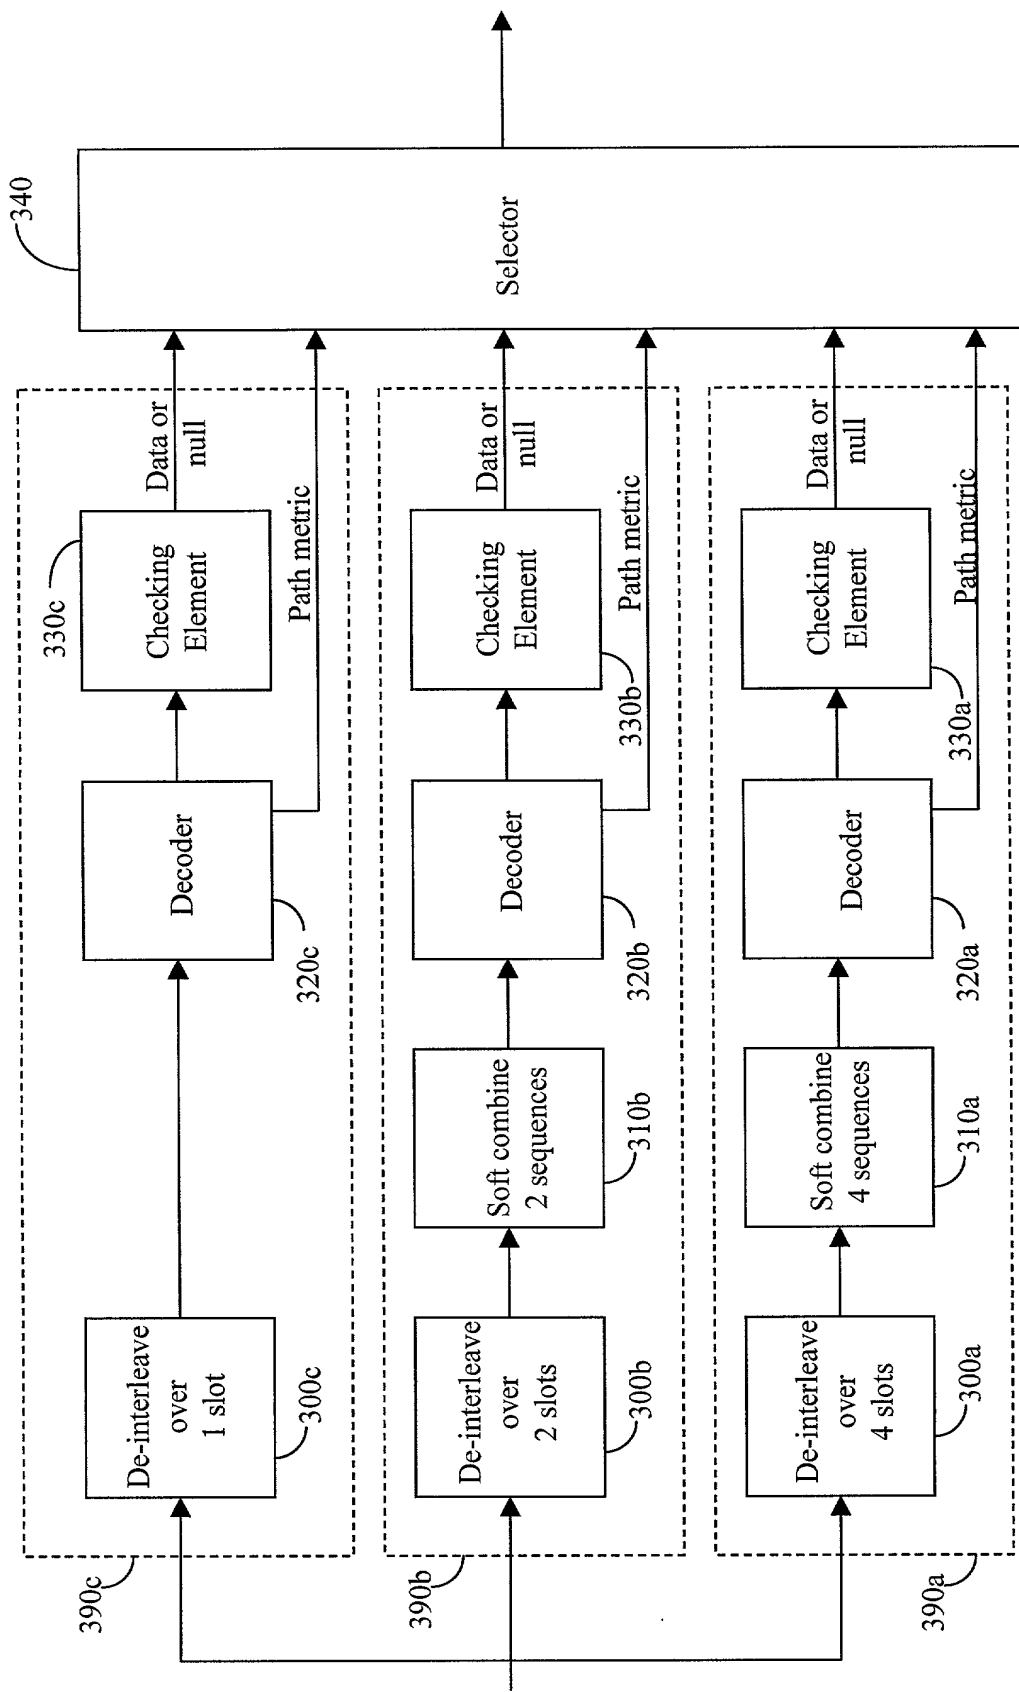 340
Selector
390c
De-interleave
over
1 slot
300c
Decoder
320c
Checking
Element
330c
Data or
null
Path metric
390b
De-interleave
over
2 slots
300b
Soft combine
2 sequences
310b
Decoder
320b
Checking
Element
330b
Data or
null
Path metric
390a
De-interleave
over
4 slots
300a
Soft combine
4 sequences
310a
Decoder
320a
Checking
Element
330a
Data or
null
Path metric